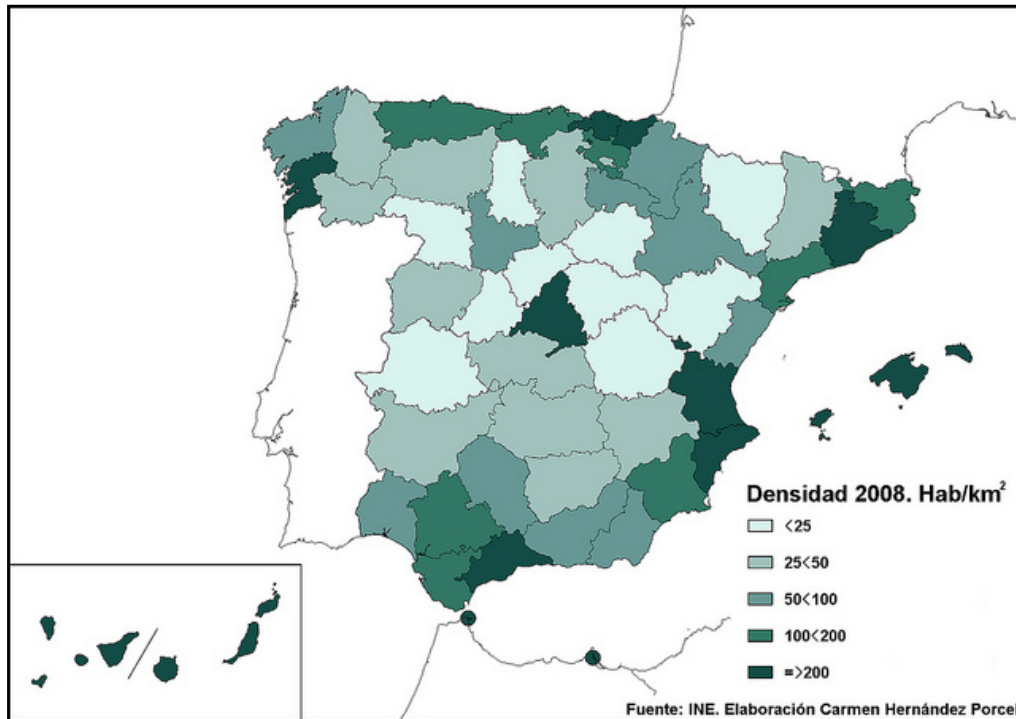 Densidad 2008. Hab/km²
<25
25<50
50<100
100<200
=>200
Fuente: INE. Elaboración Carmen Hernández Porcel